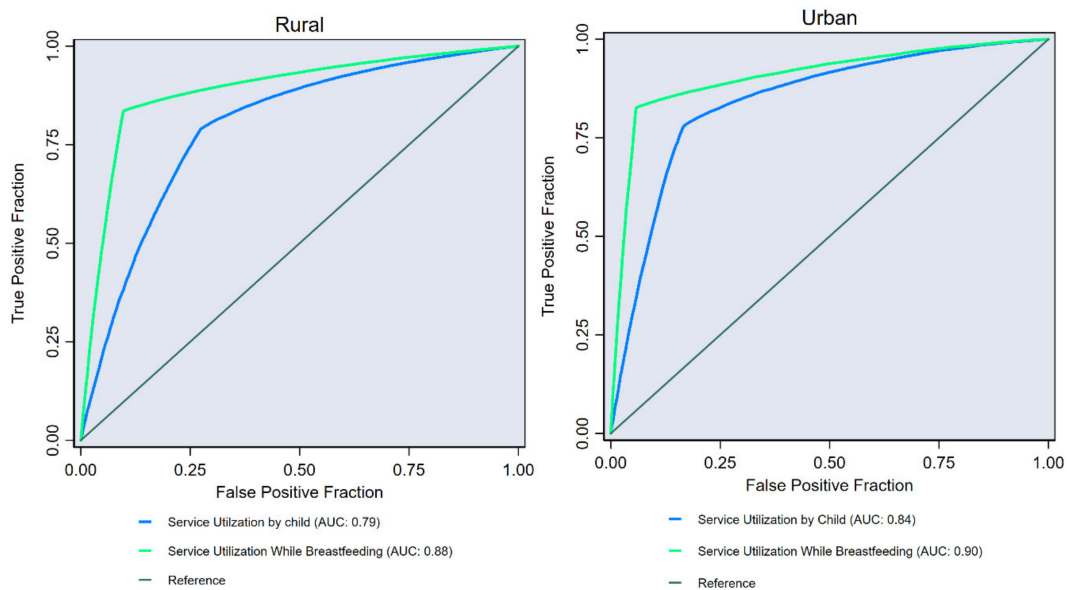 Rural
True Positive Fraction
1.00
0.75
0.50
0.25
0.00
0.00 0.25 0.50 0.75 1.00
False Positive Fraction
Service Utilzation by child (AUC: 0.79)
Service Utilization While Breastfeeding (AUC: 0.88)
Reference
Urban
True Positive Fraction
1.00
0.75
0.50
0.25
0.00
0.00 0.25 0.50 0.75 1.00
False Positive Fraction
Service Utilization by Child (AUC: 0.84)
Service Utilization While Breastfeeding (AUC: 0.90)
Reference